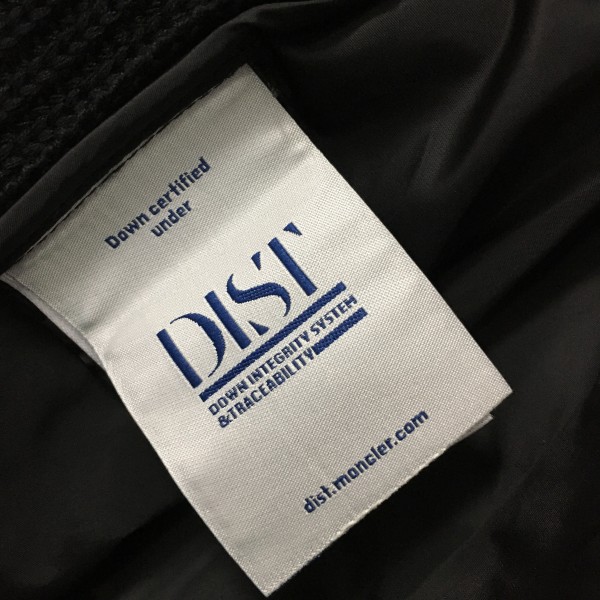 Down certified
under
DIST
DOWN INTEGRITY SYSTEM
&TRACEABILITY
dist.moncler.com